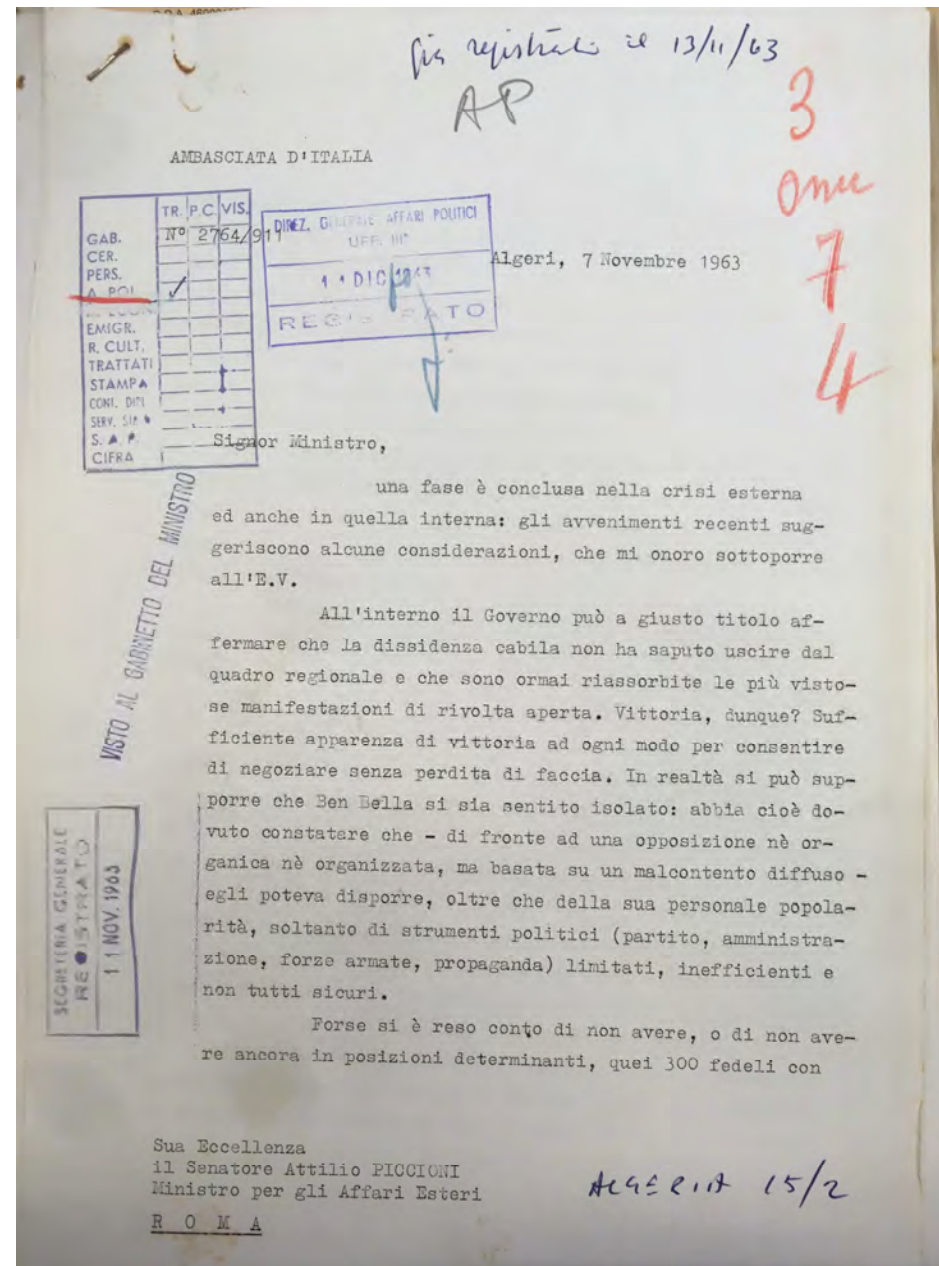 già registrato il 13/11/63
AP
3
onu
7
4
AMBASCIATA D'ITALIA
TR. P.C. VIS.
GAB.
CER.
PERS.
A. POL.
EMIGR.
R. CULT.
TRATTATI
STAMPA
CONT. DIPL.
S. A. P.
CIFRA
Nº 2764/911
DIREZ. GENERALE AFFARI POLITICI
UFF. IIIº
DIC 1963
REGISTRATO
Algeri, 7 Novembre 1963
Signor Ministro,
una fase è conclusa nella crisi esterna
ed anche in quella interna: gli avvenimenti recenti sug-
geriscono alcune considerazioni, che mi onoro sottoporre
all'E.V.
All'interno il Governo può a giusto titolo af-
fermare che la dissidenza cabila non ha saputo uscire dal
quadro regionale e che sono ormai riassorbite le più visto-
se manifestazioni di rivolta aperta. Vittoria, dunque? Suf-
ficiente apparenza di vittoria ad ogni modo per consentire
di negoziare senza perdita di faccia. In realtà si può sup-
porre che Ben Bella si sia sentito isolato: abbia cioè do-
vuto constatare che - di fronte ad una opposizione nè or-
ganica nè organizzata, ma basata su un malcontento diffuso -
egli poteva disporre, oltre che della sua personale popola-
rità, soltanto di strumenti politici (partito, amministra-
zione, forze armate, propaganda) limitati, inefficienti e
non tutti sicuri.
Forse si è reso conto di non avere, o di non ave-
re ancora in posizioni determinanti, quei 300 fedeli con
VISTO AL GABINETTO DEL MINISTRO
SEGRETERIA GENERALE
REGISTRATO
11 NOV. 1963
Sua Eccellenza
il Senatore Attilio PICCIONI
Ministro per gli Affari Esteri
R O M A
ALGERIA 15/2